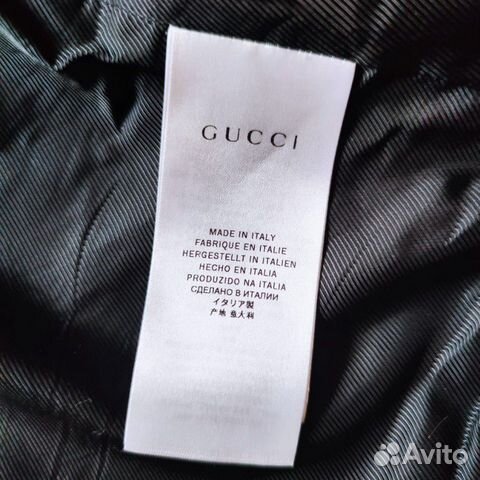 GUCCI
MADE IN ITALY
FABRIQUE EN ITALIE
HERGESTELLT IN ITALIEN
HECHO EN ITALIA
PRODUZIDO NA ITALIA
СДЕЛАНО В ИТАЛИИ
イタリア製
产地 意大利
Avito